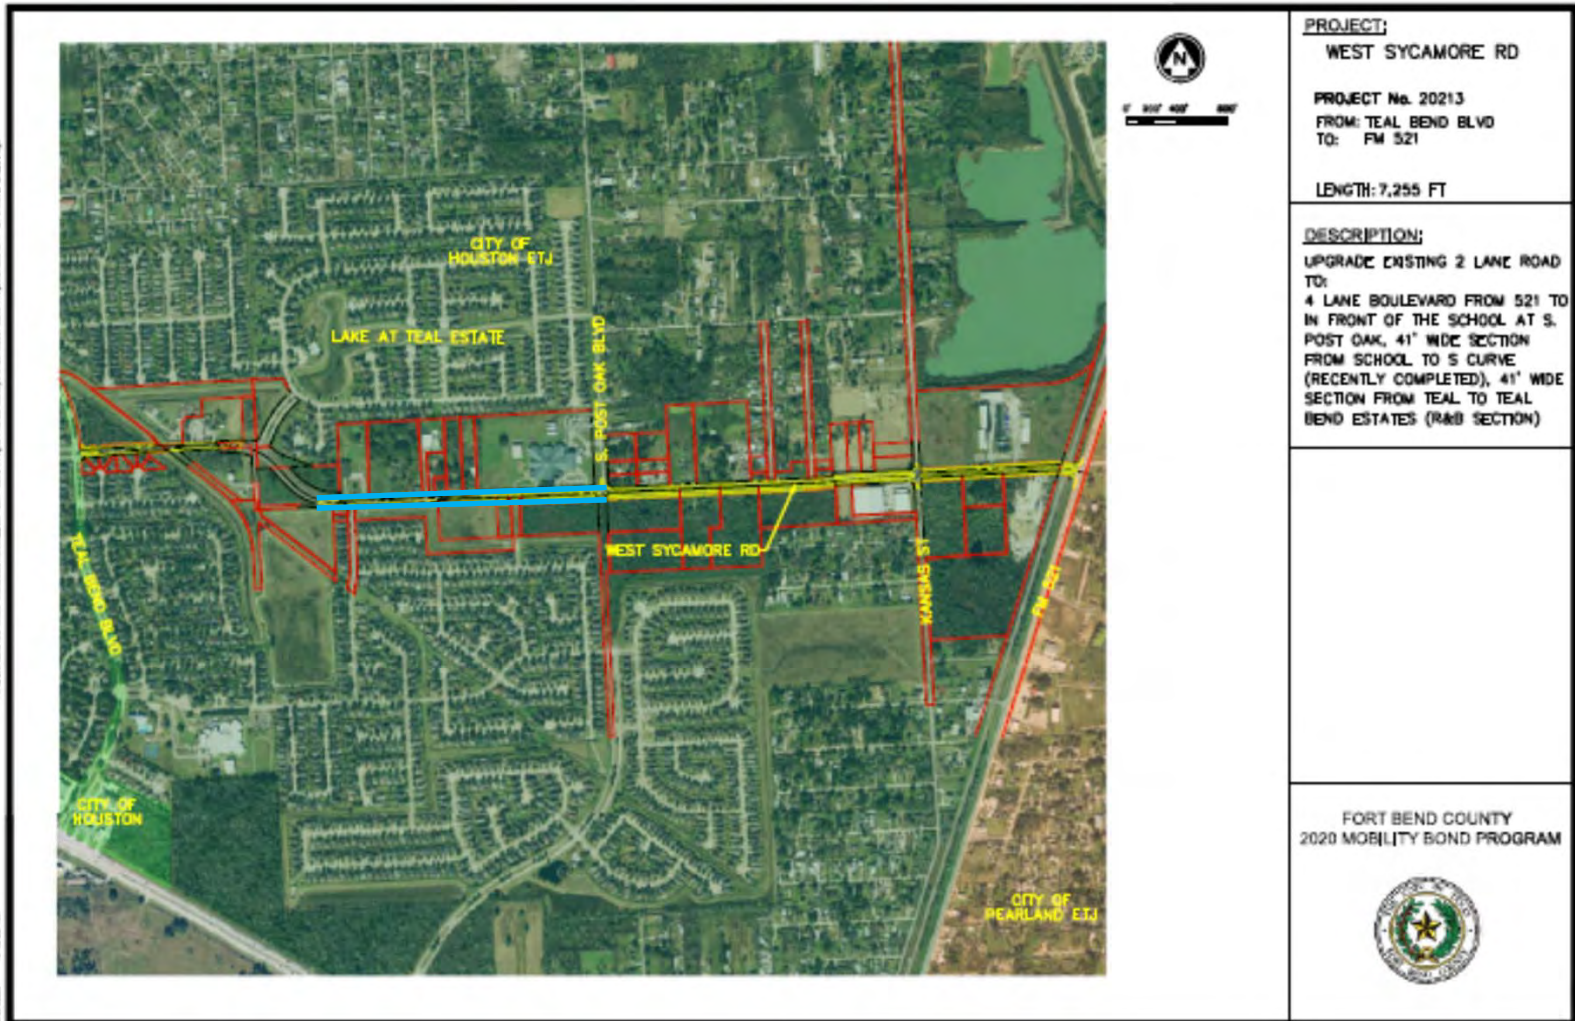 PROJECT:
WEST SYCAMORE RD
PROJECT No. 20213
FROM: TEAL BEND BLVD
TO: FM 521
LENGTH: 7,255 FT
DESCRIPTION:
UPGRADE EXISTING 2 LANE ROAD
TO:
4 LANE BOULEVARD FROM 521 TO
IN FRONT OF THE SCHOOL AT S.
POST OAK, 41' WIDE SECTION
FROM SCHOOL TO S CURVE
(RECENTLY COMPLETED), 41' WIDE
SECTION FROM TEAL TO TEAL
BEND ESTATES (R&B SECTION)
FORT BEND COUNTY
2020 MOBILITY BOND PROGRAM
N
CITY OF
HOUSTON ETJ
LAKE AT TEAL ESTATE
S. POST OAK BLVD
WEST SYCAMORE RD
KANSAS ST
FM 521
TEAL BEND BLVD
CITY OF
HOUSTON
CITY OF
PEARLAND ETJ